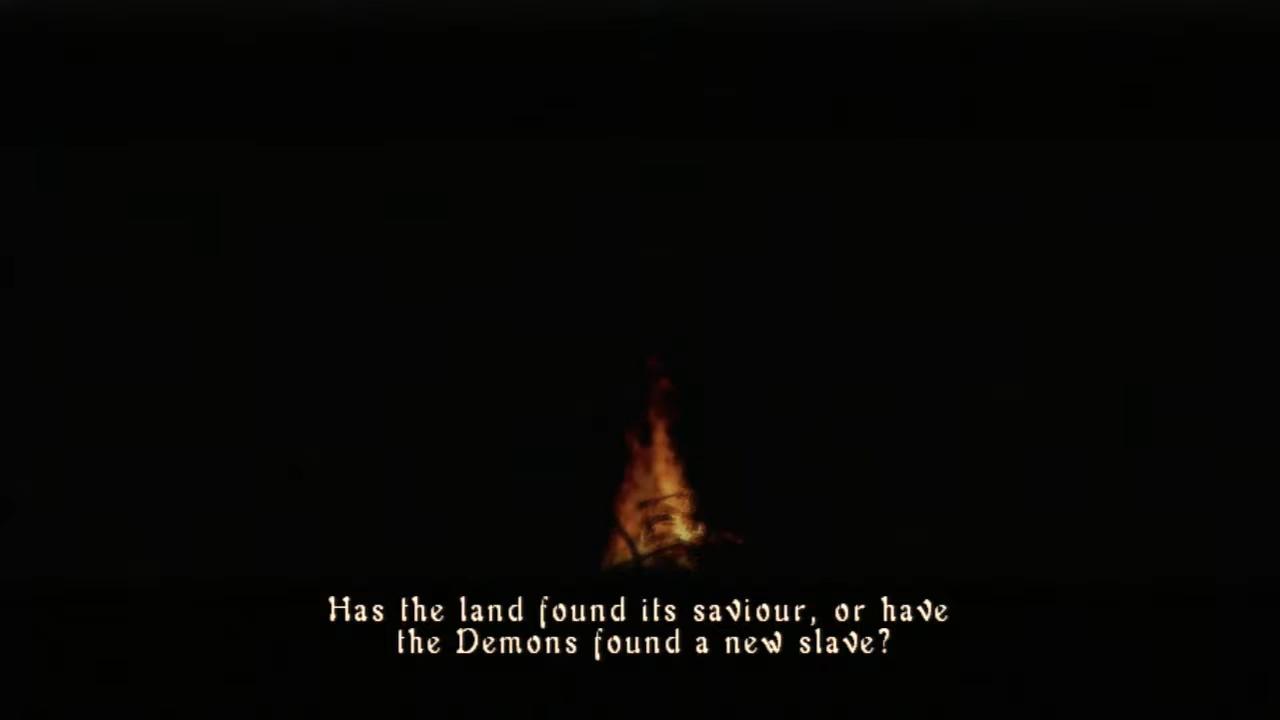 Has the land found its saviour, or have
the Demons found a new slave?